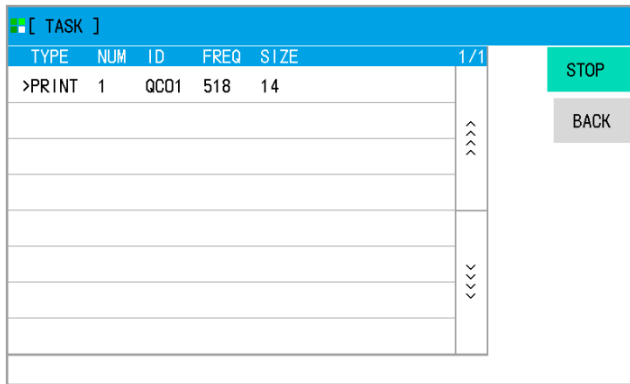 [ TASK ]
TYPE NUM ID FREQ SIZE 1/1
STOP
>PRINT 1 QC01 518 14
BACK